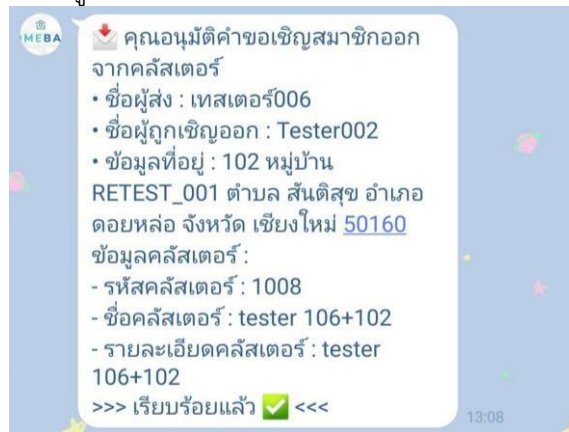 MEBA
📩 คุณอนุมัติคำขอเชิญสมาชิกออก
จากคลัสเตอร์
• ชื่อผู้ส่ง : เทสเตอร์006
• ชื่อผู้ถูกเชิญออก : Tester002
• ข้อมูลที่อยู่ : 102 หมู่บ้าน
RETEST_001 ตำบล สันติสุข อำเภอ
ดอยหล่อ จังหวัด เชียงใหม่ 50160
ข้อมูลคลัสเตอร์ :
- รหัสคลัสเตอร์ : 1008
- ชื่อคลัสเตอร์ : tester 106+102
- รายละเอียดคลัสเตอร์ : tester
106+102
>>> เรียบร้อยแล้ว ✅ <<<
13:08